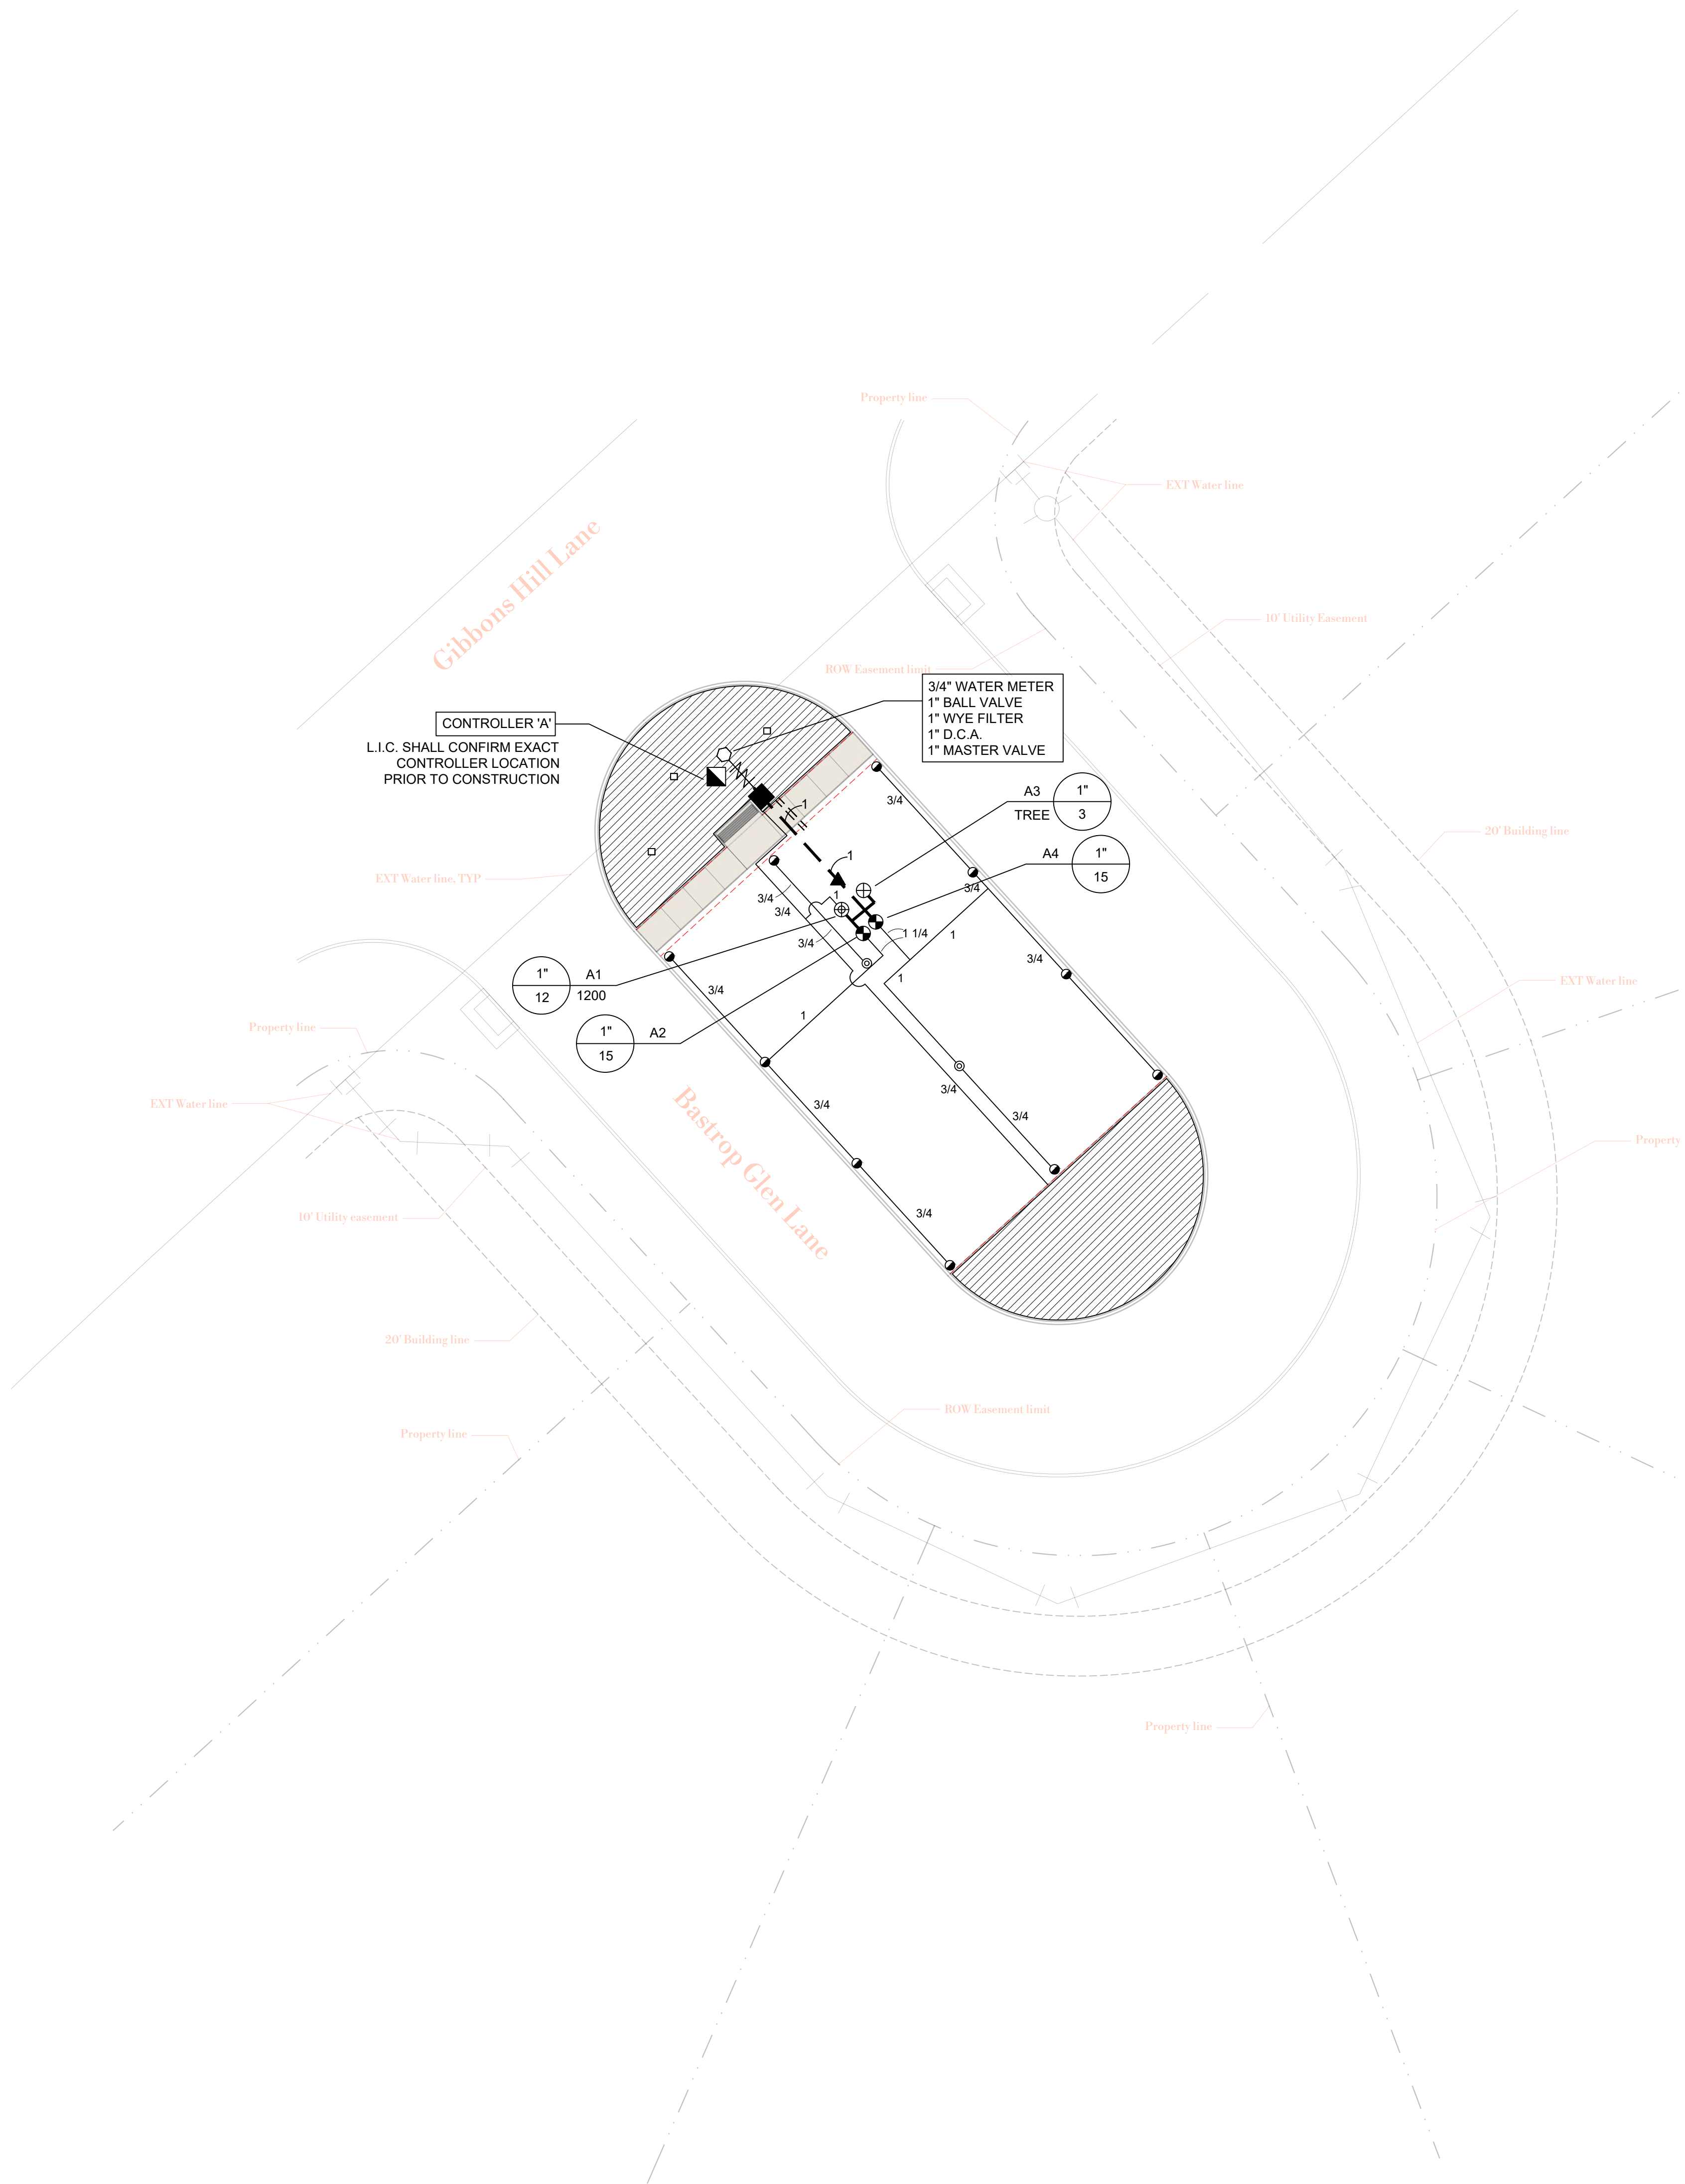 Property line
EXT Water line
Gibbons Hill Lane
10' Utility Easement
ROW Easement limit
3/4" WATER METER
1" BALL VALVE
1" WYE FILTER
1" D.C.A.
1" MASTER VALVE
CONTROLLER 'A'
L.I.C. SHALL CONFIRM EXACT
CONTROLLER LOCATION
PRIOR TO CONSTRUCTION
A3
TREE
1"
3
3/4
1
20' Building line
A4
1"
15
1
EXT Water line. TYP
3/4
3/4
3/4
1
3/4
1 1/4
1
3/4
1
1"
12
A1
1200
3/4
EXT Water line
1
1"
15
A2
Property line
EXT Water line
3/4
3/4
3/4
Bastrop Glen Lane
Property
10' Utility easement
3/4
20' Building line
ROW Easement limit
Property line
Property line